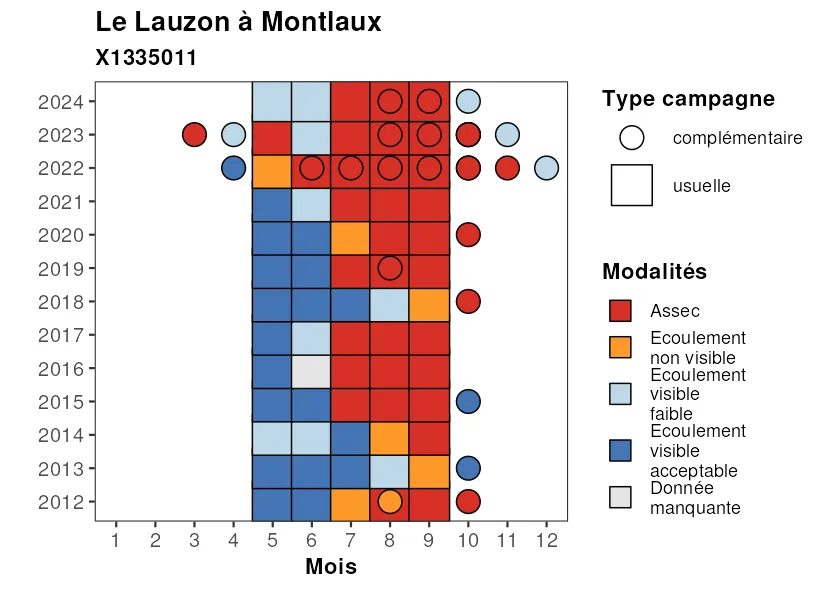 Le Lauzon à Montlaux
X1335011
2024
2023
2022
2021
2020
2019
2018
2017
2016
2015
2014
2013
2012
1 2 3 4 5 6 7 8 9 10 11 12
Mois
Type campagne
complémentaire
usuelle
Modalités
Assec
Ecoulement
non visible
Ecoulement
visible
faible
Ecoulement
visible
acceptable
Donnée
manquante